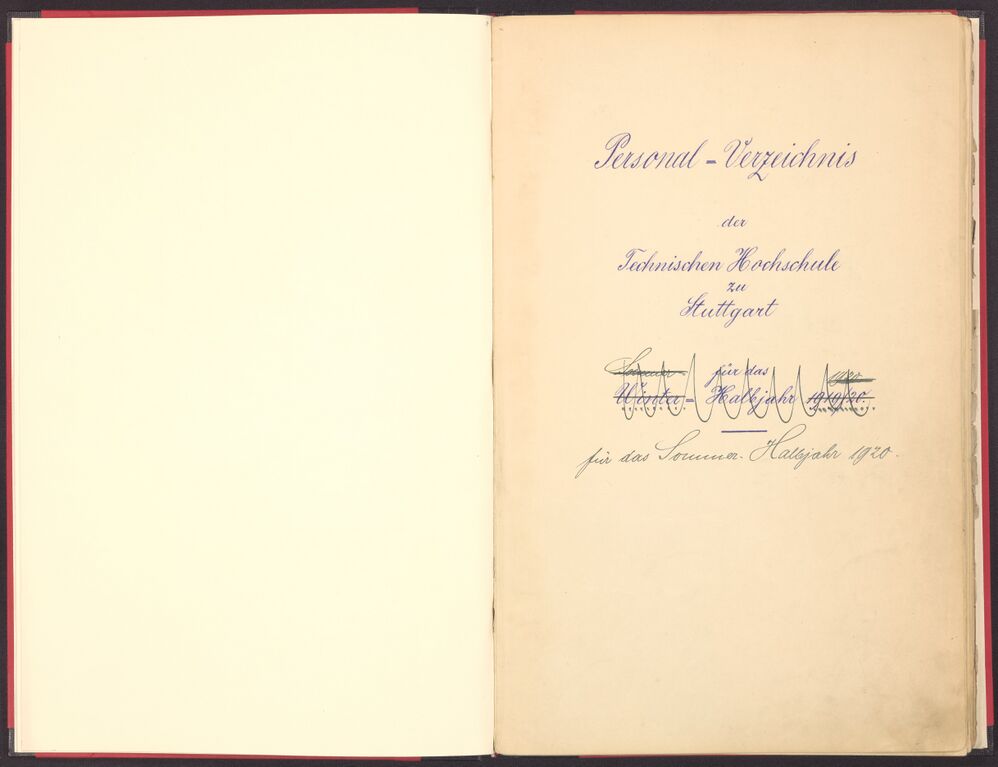 Personal-Verzeichnis
der
Technischen Hochschule
zu
Stuttgart
für das
Sommer- 1920
Winter-Halbjahr 1919/20.
für das Sommer-Halbjahr 1920.